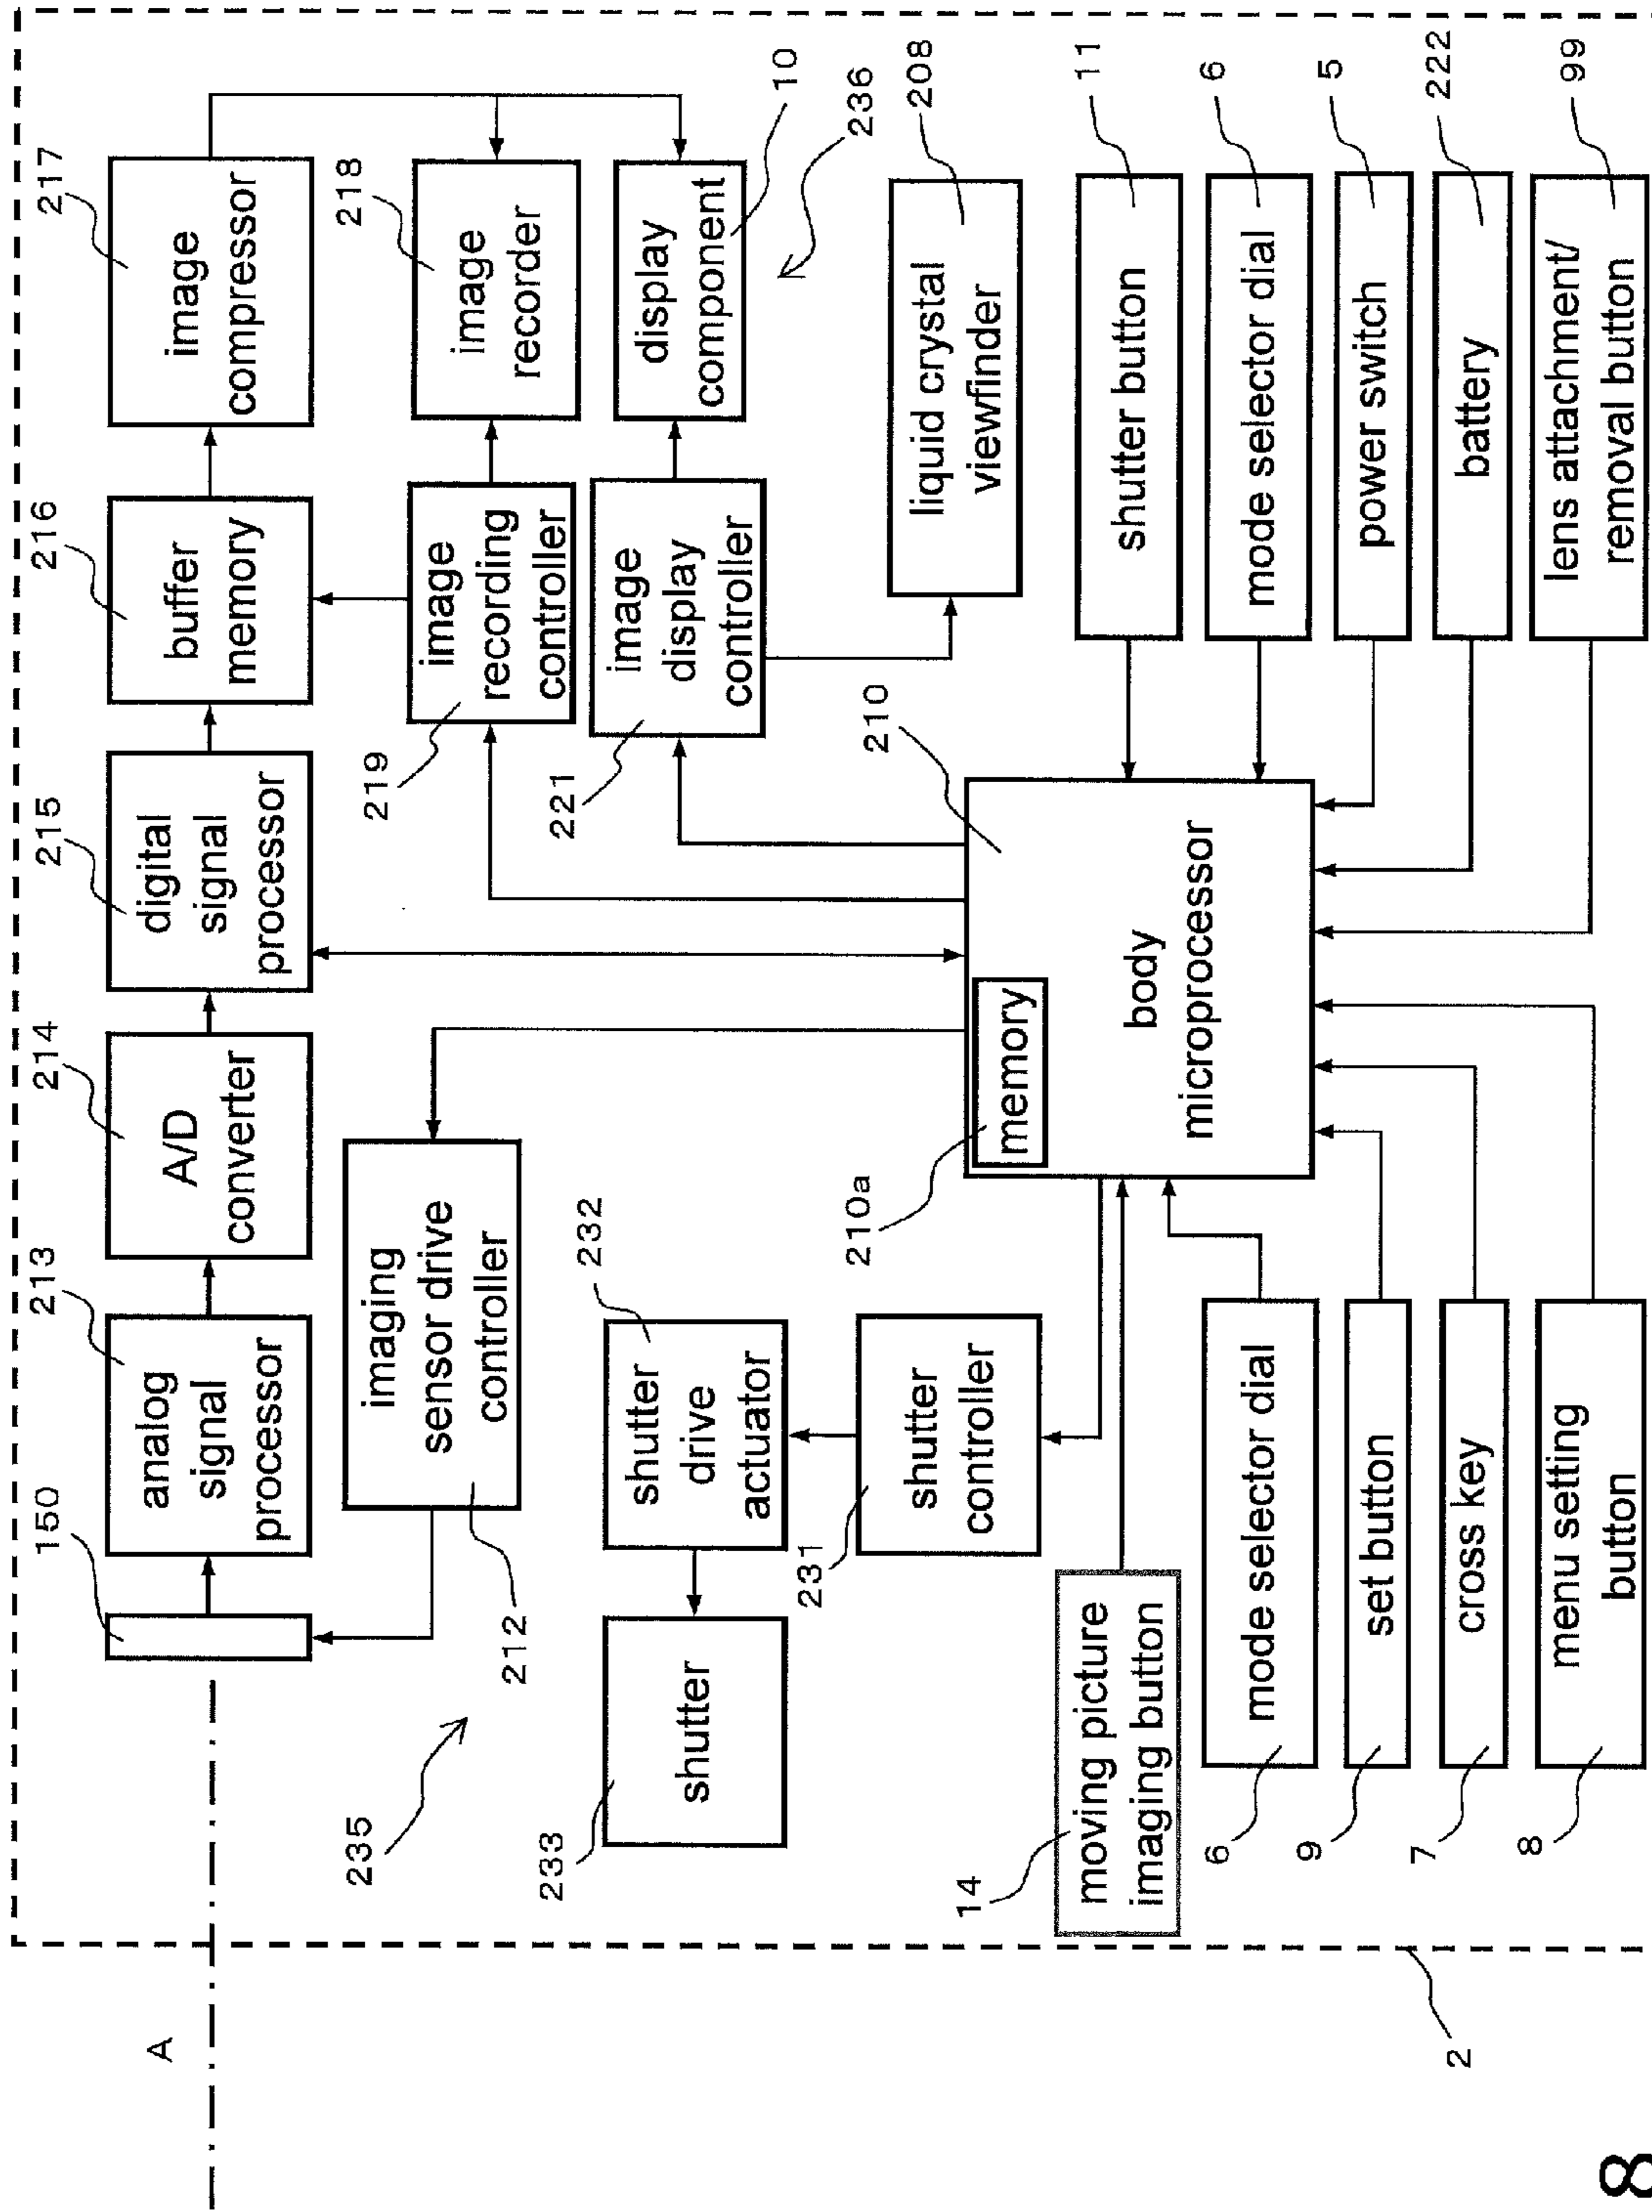 A
150
213
214
215
216
217
analog
signal
processor
A/D
converter
digital
signal
processor
buffer
memory
image
compressor
218
image
recorder
219
image
recording
controller
imaging
sensor drive
controller
212
235
221
image
display
controller
display
component
10
236
232
shutter
drive
actuator
233
shutter
231
shutter
controller
liquid crystal
viewfinder
208
210
210a
memory
body
microprocessor
14
moving picture
imaging button
shutter button
11
6
mode selector dial
mode selector dial
6
9
set button
power switch
5
7
cross key
battery
222
8
menu setting
button
lens attachment/
removal button
99
2
8